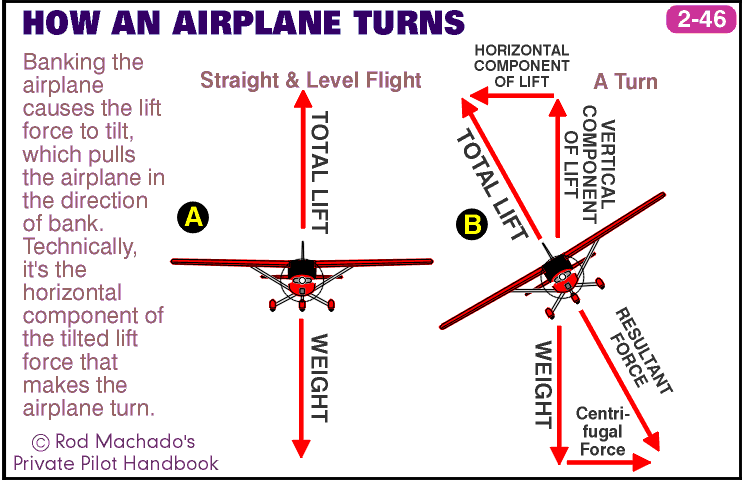 HOW AN AIRPLANE TURNS
2-46
Banking the
airplane
causes the lift
force to tilt,
which pulls
the airplane in
the direction
of bank.
Technically,
it's the
horizontal
component of
the tilted lift
force that
makes the
airplane turn.
© Rod Machado's
Private Pilot Handbook
Straight & Level Flight
TOTAL LIFT
A
WEIGHT
HORIZONTAL
COMPONENT
OF LIFT
A Turn
TOTAL LIFT
VERTICAL
COMPONENT
OF LIFT
B
WEIGHT
RESULTANT
FORCE
Centri-
fugal
Force